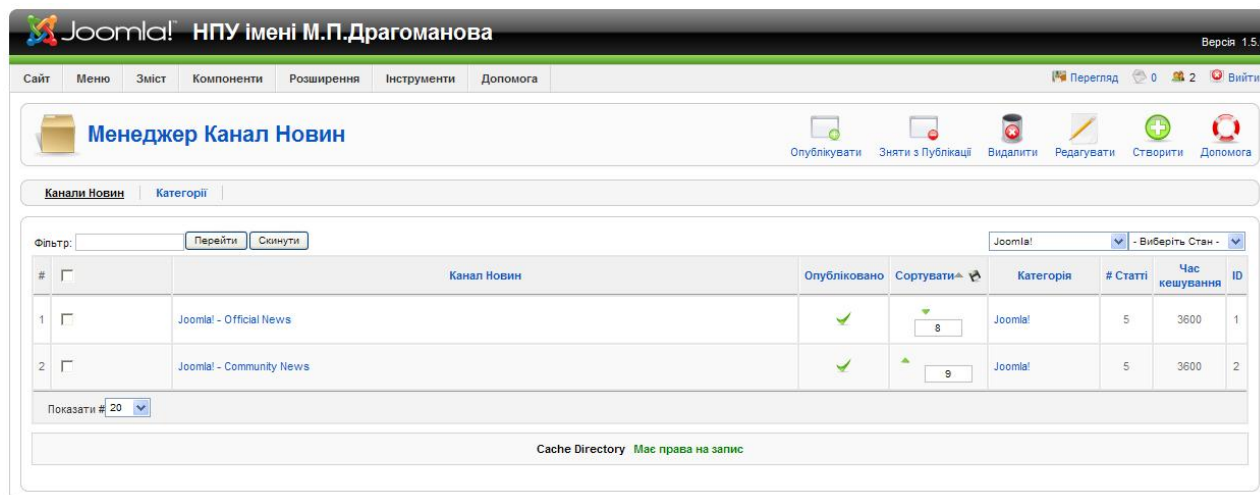 Joomla! НПУ імені М.П.Драгоманова
Версія 1.5.
Сайт Меню Зміст Компоненти Розширення Інструменти Допомога Перегляд 0 2 Вийти
Менеджер Канал Новин
Опублікувати Зняти з Публікації Видалити Редагувати Створити Допомога
Канали Новин Категорії
Фільтр: Перейти Скинути Joomla! - Виберіть Стан -
# Канал Новин Опубліковано Сортувати Категорія # Статті Час кешування ID
1 Joomla! - Official News 8 Joomla! 5 3600 1
2 Joomla! - Community News 9 Joomla! 5 3600 2
Показати # 20
Cache Directory Має права на запис